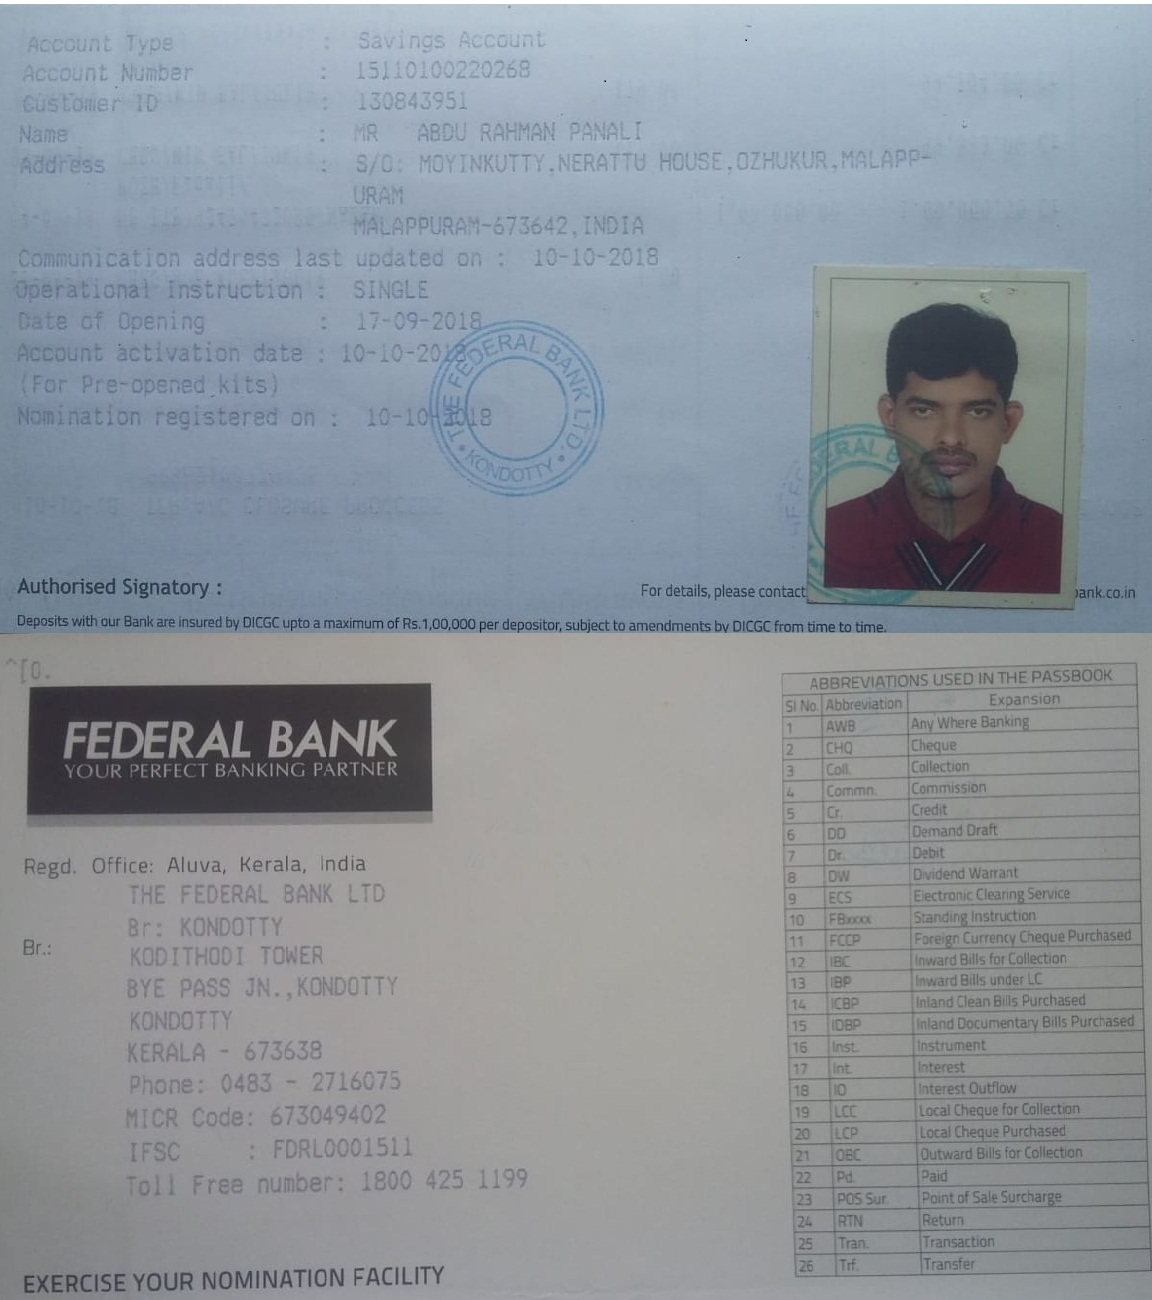 Account Type : Savings Account
Account Number : 15110100220268
Customer ID : 130843951
Name : MR ABDU RAHMAN PANALI
Address : S/O: MOYINKUTTY,NERATTU HOUSE,OZHUKUR,MALAPP-
URAM
MALAPPURAM-673642,INDIA
Communication address last updated on : 10-10-2018
Operational Instruction : SINGLE
Date of Opening : 17-09-2018
Account activation date : 10-10-2018
(For Pre-opened kits)
Nomination registered on : 10-10-2018
THE FEDERAL BANK LTD. • KONDOTTY •
Authorised Signatory :
For details, please contact
bank.co.in
Deposits with our Bank are insured by DICGC upto a maximum of Rs.1,00,000 per depositor, subject to amendments by DICGC from time to time.
^[0.
FEDERAL BANK
YOUR PERFECT BANKING PARTNER
Regd. Office: Aluva, Kerala, India
THE FEDERAL BANK LTD
Br: KONDOTTY
Br.:
KODITHODI TOWER
BYE PASS JN.,KONDOTTY
KONDOTTY
KERALA - 673638
Phone: 0483 - 2716075
MICR Code: 673049402
IFSC : FDRL0001511
Toll Free number: 1800 425 1199
EXERCISE YOUR NOMINATION FACILITY
ABBREVIATIONS USED IN THE PASSBOOK
Sl No. Abbreviation Expansion
1 AWB Any Where Banking
2 CHQ Cheque
3 Coll. Collection
4 Commn. Commission
5 Cr. Credit
6 DD Demand Draft
7 Dr. Debit
8 DW Dividend Warrant
9 ECS Electronic Clearing Service
10 FBxxxx Standing Instruction
11 FCCP Foreign Currency Cheque Purchased
12 IBC Inward Bills for Collection
13 IBP Inward Bills under LC
14 ICBP Inland Clean Bills Purchased
15 IDBP Inland Documentary Bills Purchased
16 Inst. Instrument
17 Int. Interest
18 IO Interest Outflow
19 LCC Local Cheque for Collection
20 LCP Local Cheque Purchased
21 OBC Outward Bills for Collection
22 Pd. Paid
23 POS Sur. Point of Sale Surcharge
24 RTN Return
25 Tran. Transaction
26 Trf. Transfer